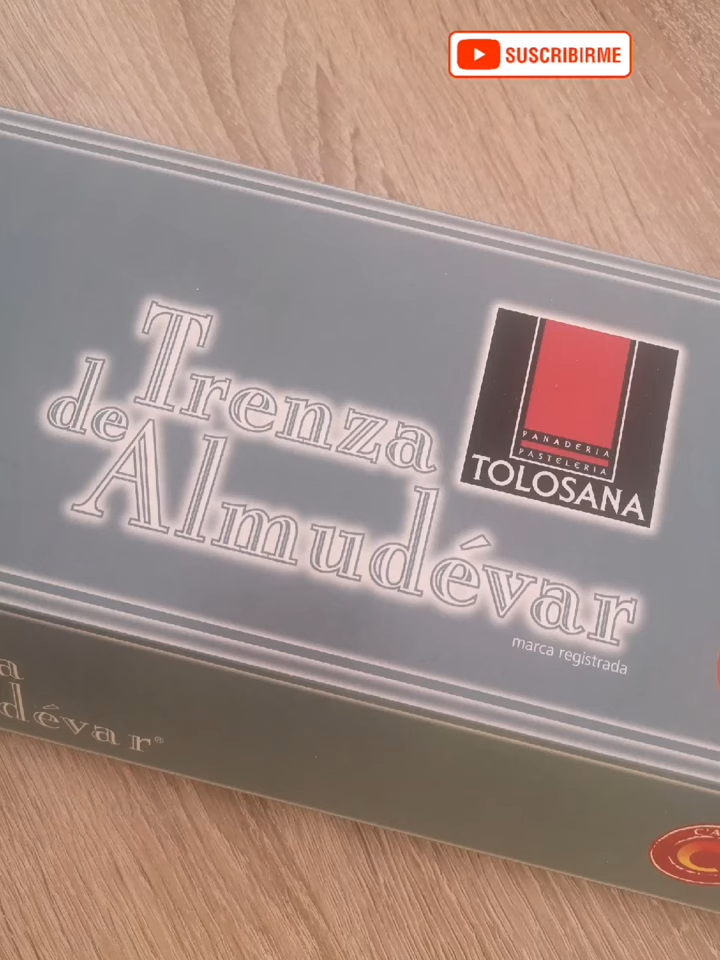 SUSCRIBIRME
Trenza
de
Almudévar
marca registrada
PANADERIA
PASTELERIA
TOLOSANA
a
dévar®
C'A